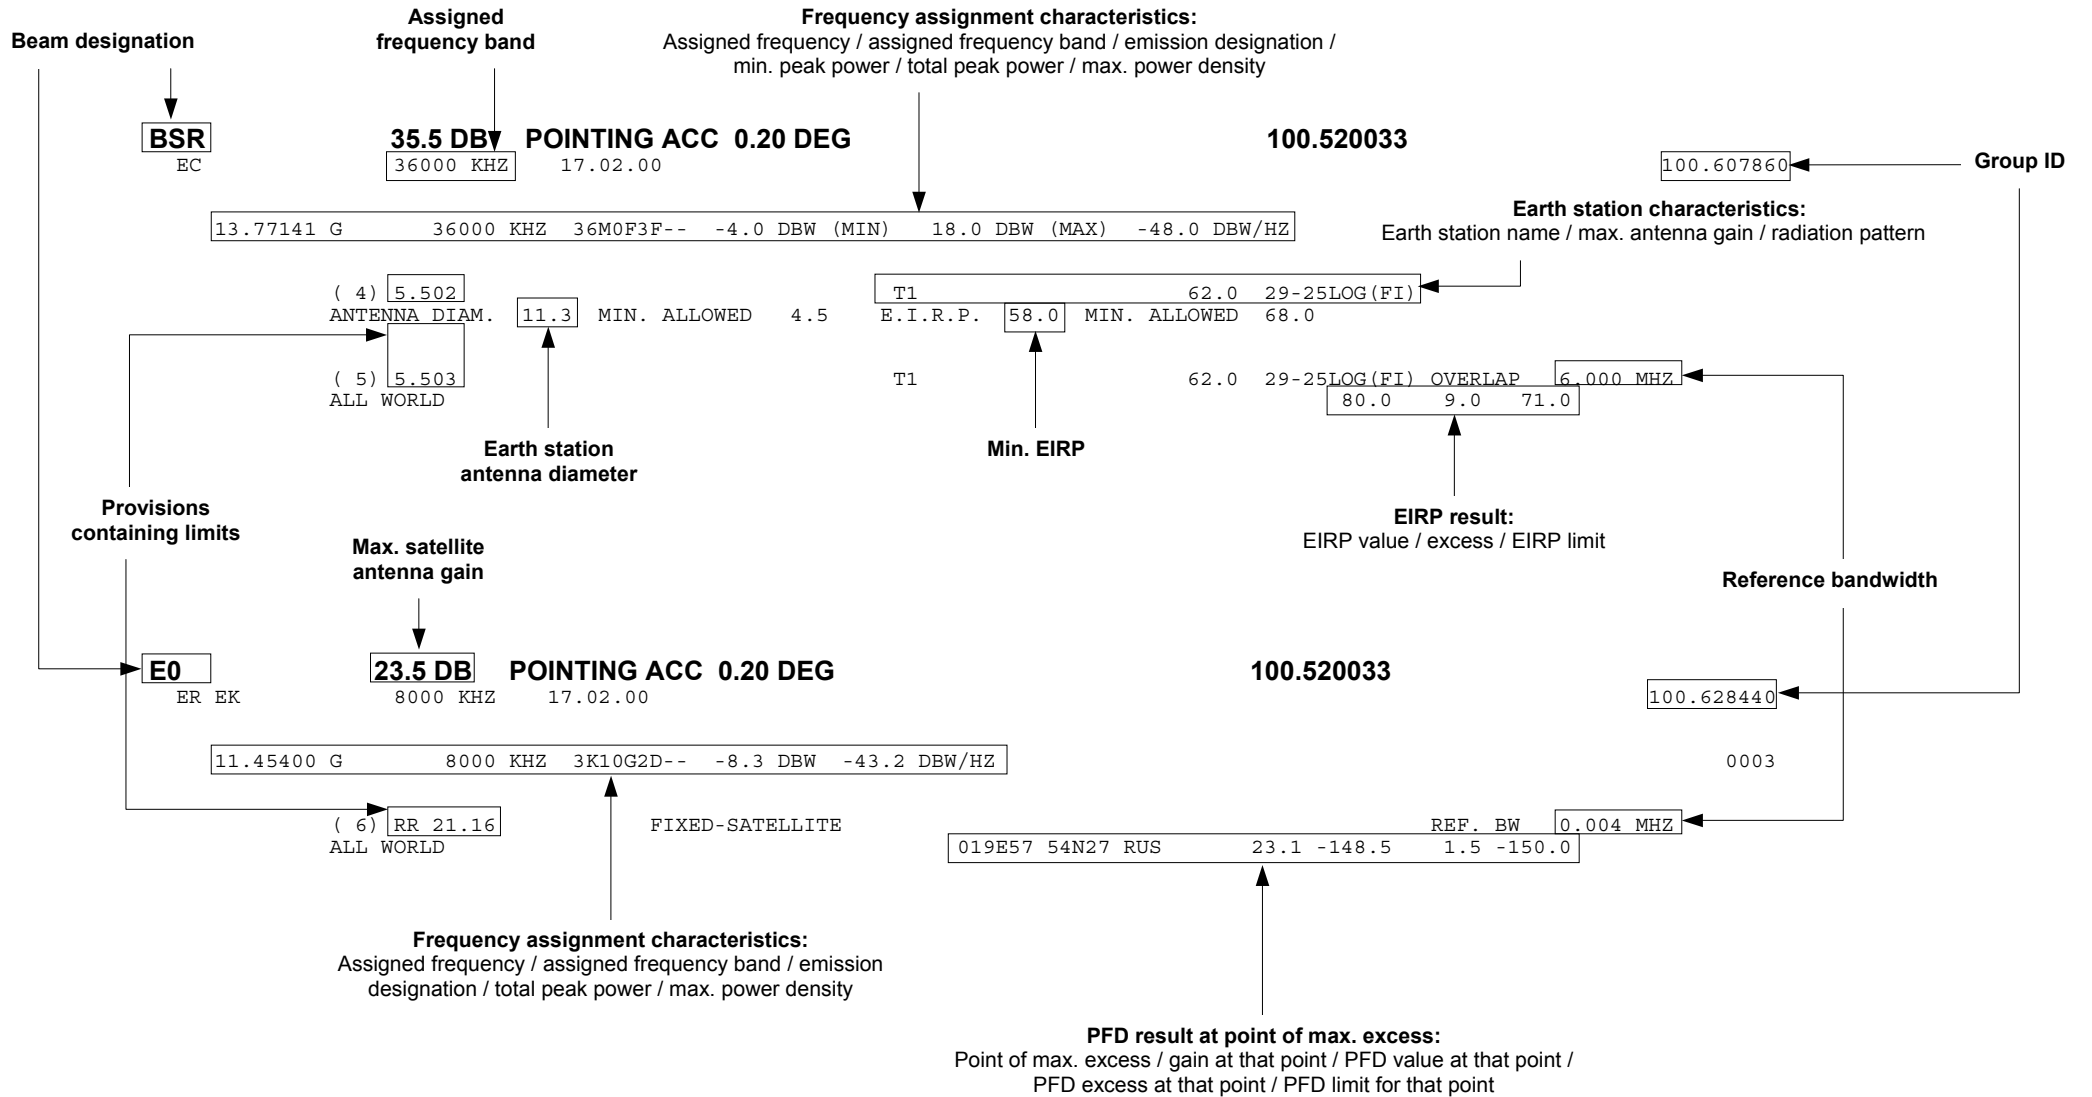 Beam designation
Assigned
frequency band
Frequency assignment characteristics:
Assigned frequency / assigned frequency band / emission designation /
min. peak power / total peak power / max. power density
BSR 35.5 DB POINTING ACC 0.20 DEG 100.520033
EC 36000 KHZ 17.02.00 100.607860
Group ID
13.77141 G 36000 KHZ 36M0F3F-- -4.0 DBW (MIN) 18.0 DBW (MAX) -48.0 DBW/HZ
Earth station characteristics:
Earth station name / max. antenna gain / radiation pattern
( 4) 5.502 T1 62.0 29-25LOG(FI)
ANTENNA DIAM. 11.3 MIN. ALLOWED 4.5 E.I.R.P. 58.0 MIN. ALLOWED 68.0
( 5) 5.503 T1 62.0 29-25LOG(FI) OVERLAP 6.000 MHZ
ALL WORLD 80.0 9.0 71.0
Earth station
antenna diameter
Min. EIRP
Provisions
containing limits
EIRP result:
EIRP value / excess / EIRP limit
Max. satellite
antenna gain
Reference bandwidth
E0 23.5 DB POINTING ACC 0.20 DEG 100.520033
ER EK 8000 KHZ 17.02.00 100.628440
11.45400 G 8000 KHZ 3K10G2D-- -8.3 DBW -43.2 DBW/HZ 0003
( 6) RR 21.16 FIXED-SATELLITE REF. BW 0.004 MHZ
ALL WORLD 019E57 54N27 RUS 23.1 -148.5 1.5 -150.0
Frequency assignment characteristics:
Assigned frequency / assigned frequency band / emission
designation / total peak power / max. power density
PFD result at point of max. excess:
Point of max. excess / gain at that point / PFD value at that point /
PFD excess at that point / PFD limit for that point